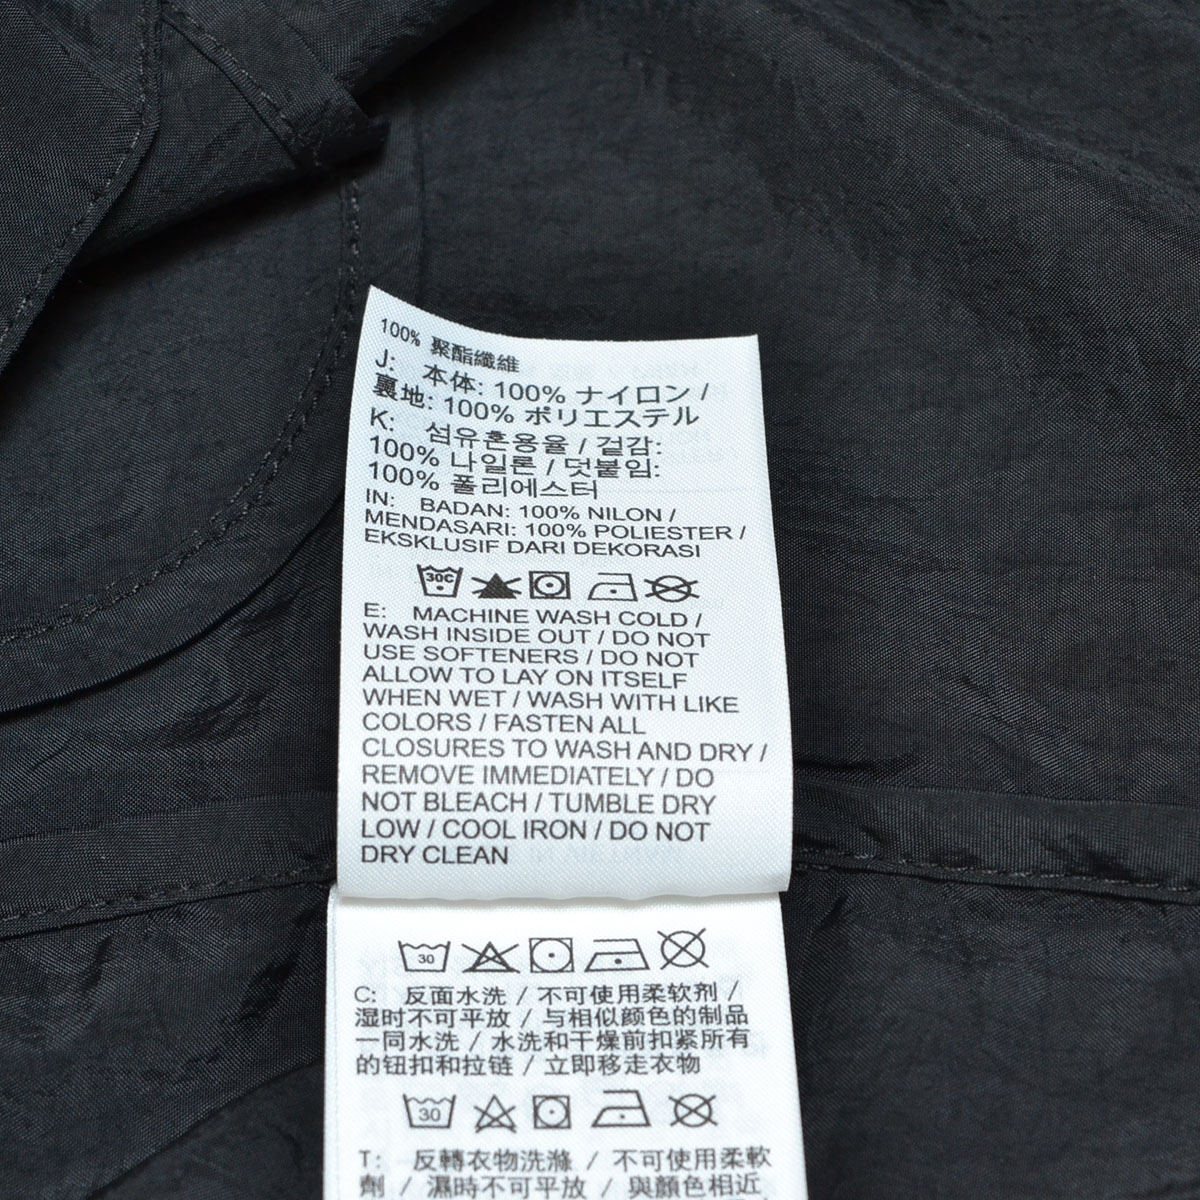 100% 聚酯纖維
J: 本体: 100% ナイロン /
裏地: 100% ポリエステル
K: 섬유혼용율 / 겉감:
100% 나일론 / 덧붙임:
100% 폴리에스터
IN: BADAN: 100% NILON /
MENDASARI: 100% POLIESTER /
EKSKLUSIF DARI DEKORASI
30C
E: MACHINE WASH COLD /
WASH INSIDE OUT / DO NOT
USE SOFTENERS / DO NOT
ALLOW TO LAY ON ITSELF
WHEN WET / WASH WITH LIKE
COLORS / FASTEN ALL
CLOSURES TO WASH AND DRY /
REMOVE IMMEDIATELY / DO
NOT BLEACH / TUMBLE DRY
LOW / COOL IRON / DO NOT
DRY CLEAN
30
C: 反面水洗 / 不可使用柔软剂 /
湿时不可平放 / 与相似颜色的制品
一同水洗 / 水洗和干燥前扣紧所有
的钮扣和拉链 / 立即移走衣物
30
T: 反轉衣物洗滌 / 不可使用柔軟
劑 / 濕時不可平放 / 與顏色相近